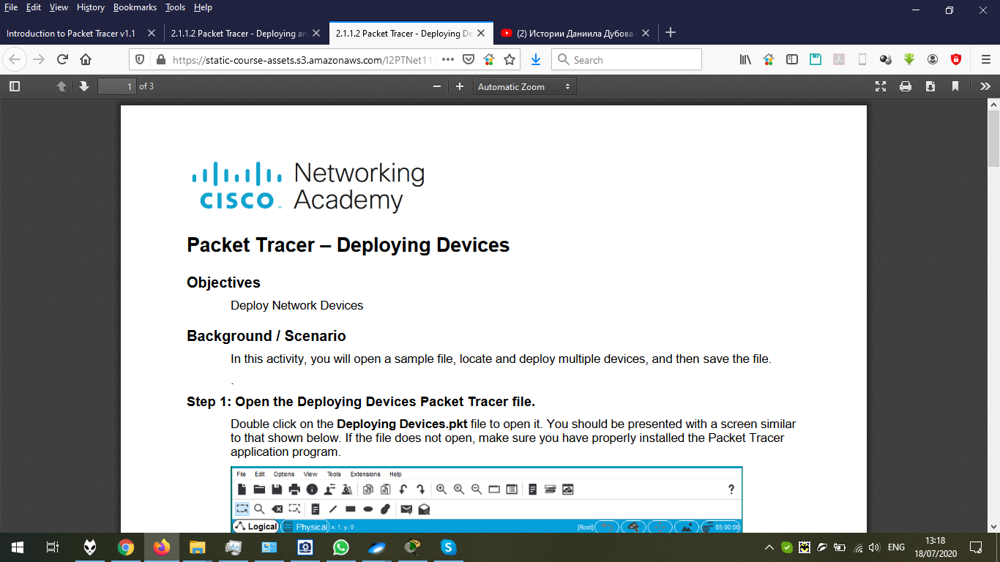 File Edit View History Bookmarks Tools Help
Introduction to Packet Tracer v1.1
2.1.1.2 Packet Tracer - Deploying an
2.1.1.2 Packet Tracer - Deploying De
(2) Истории Даниила Дубова
https://static-course-assets.s3.amazonaws.com/I2PTNet11/
Search
1 of 3
Automatic Zoom
CISCO
Networking
Academy
Packet Tracer – Deploying Devices
Objectives
Deploy Network Devices
Background / Scenario
In this activity, you will open a sample file, locate and deploy multiple devices, and then save the file.
.
Step 1: Open the Deploying Devices Packet Tracer file.
Double click on the Deploying Devices.pkt file to open it. You should be presented with a screen similar
to that shown below. If the file does not open, make sure you have properly installed the Packet Tracer
application program.
File Edit Options View Tools Extensions Help
?
Logical Physical x: 1, y: 0 [Root] 05:00:00
ENG
13:18
18/07/2020